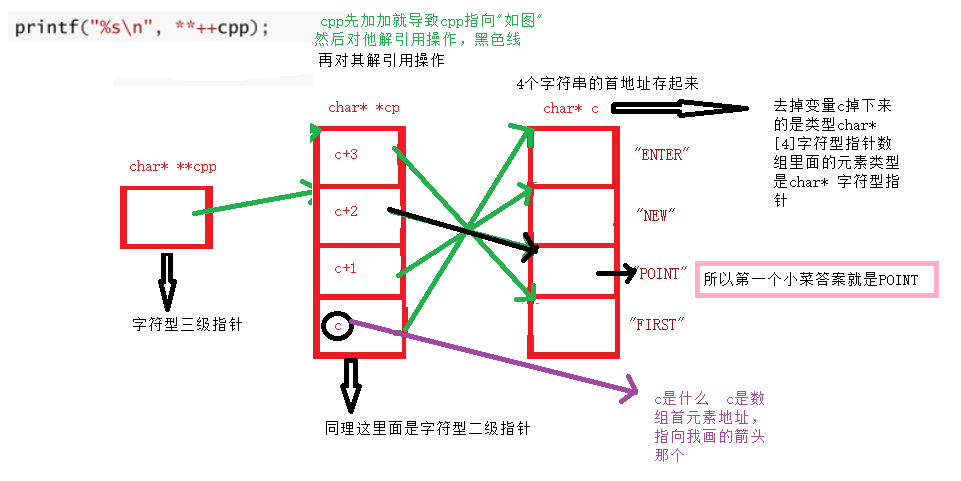 printf("%s\n", **++cpp);
cpp先加加就导致cpp指向"如图"
然后对他解引用操作，黑色线
再对其解引用操作
4个字符串的首地址存起来
char* *cp
char* c
去掉变量c掉下来
的是类型char*
[4]字符型指针数
组里面的元素类型
是char* 字符型指
针
char* **cpp
c+3
c+2
c+1
c
"ENTER"
"NEW"
"POINT"
"FIRST"
所以第一个小菜答案就是POINT
字符型三级指针
同理这里面是字符型二级指针
c是什么 c是数
组首元素地址，
指向我画的箭头
那个